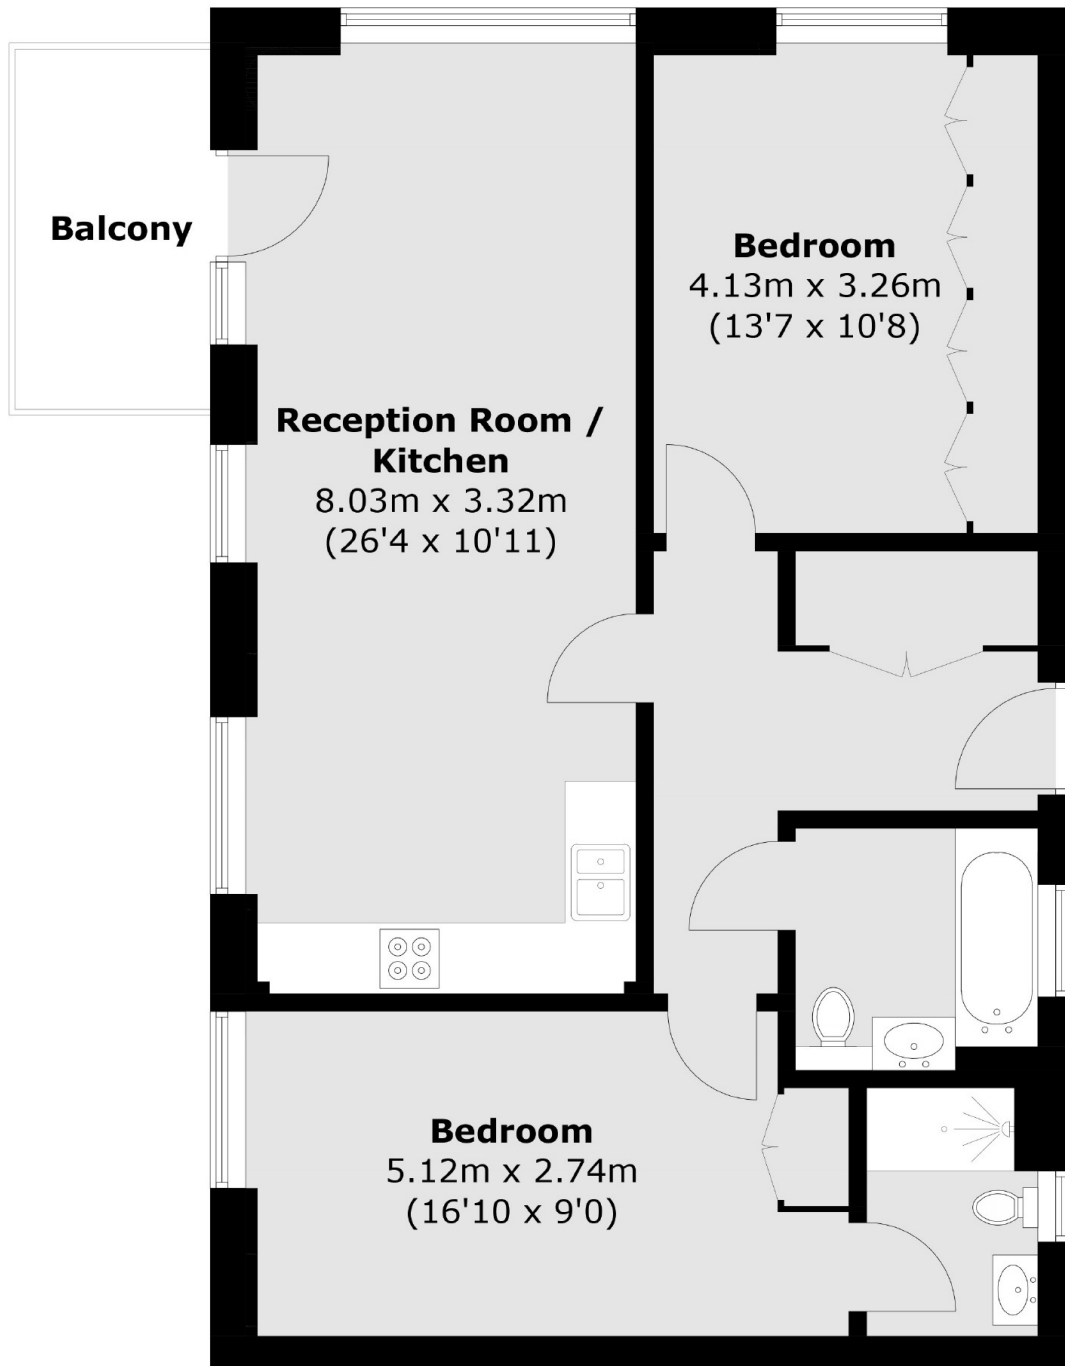 Balcony
Bedroom
4.13m x 3.26m
(13'7 x 10'8)
Reception Room /
Kitchen
8.03m x 3.32m
(26'4 x 10'11)
Bedroom
5.12m x 2.74m
(16'10 x 9'0)